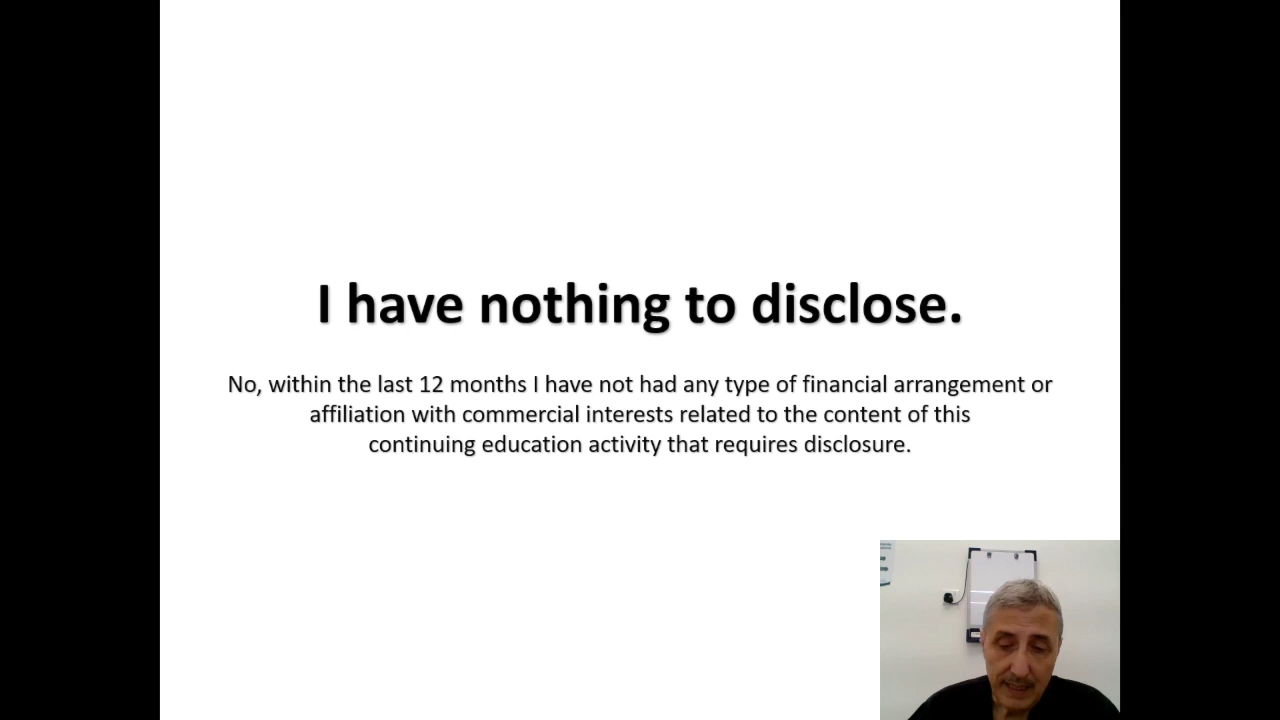 I have nothing to disclose.
No, within the last 12 months I have not had any type of financial arrangement or
affiliation with commercial interests related to the content of this
continuing education activity that requires disclosure.